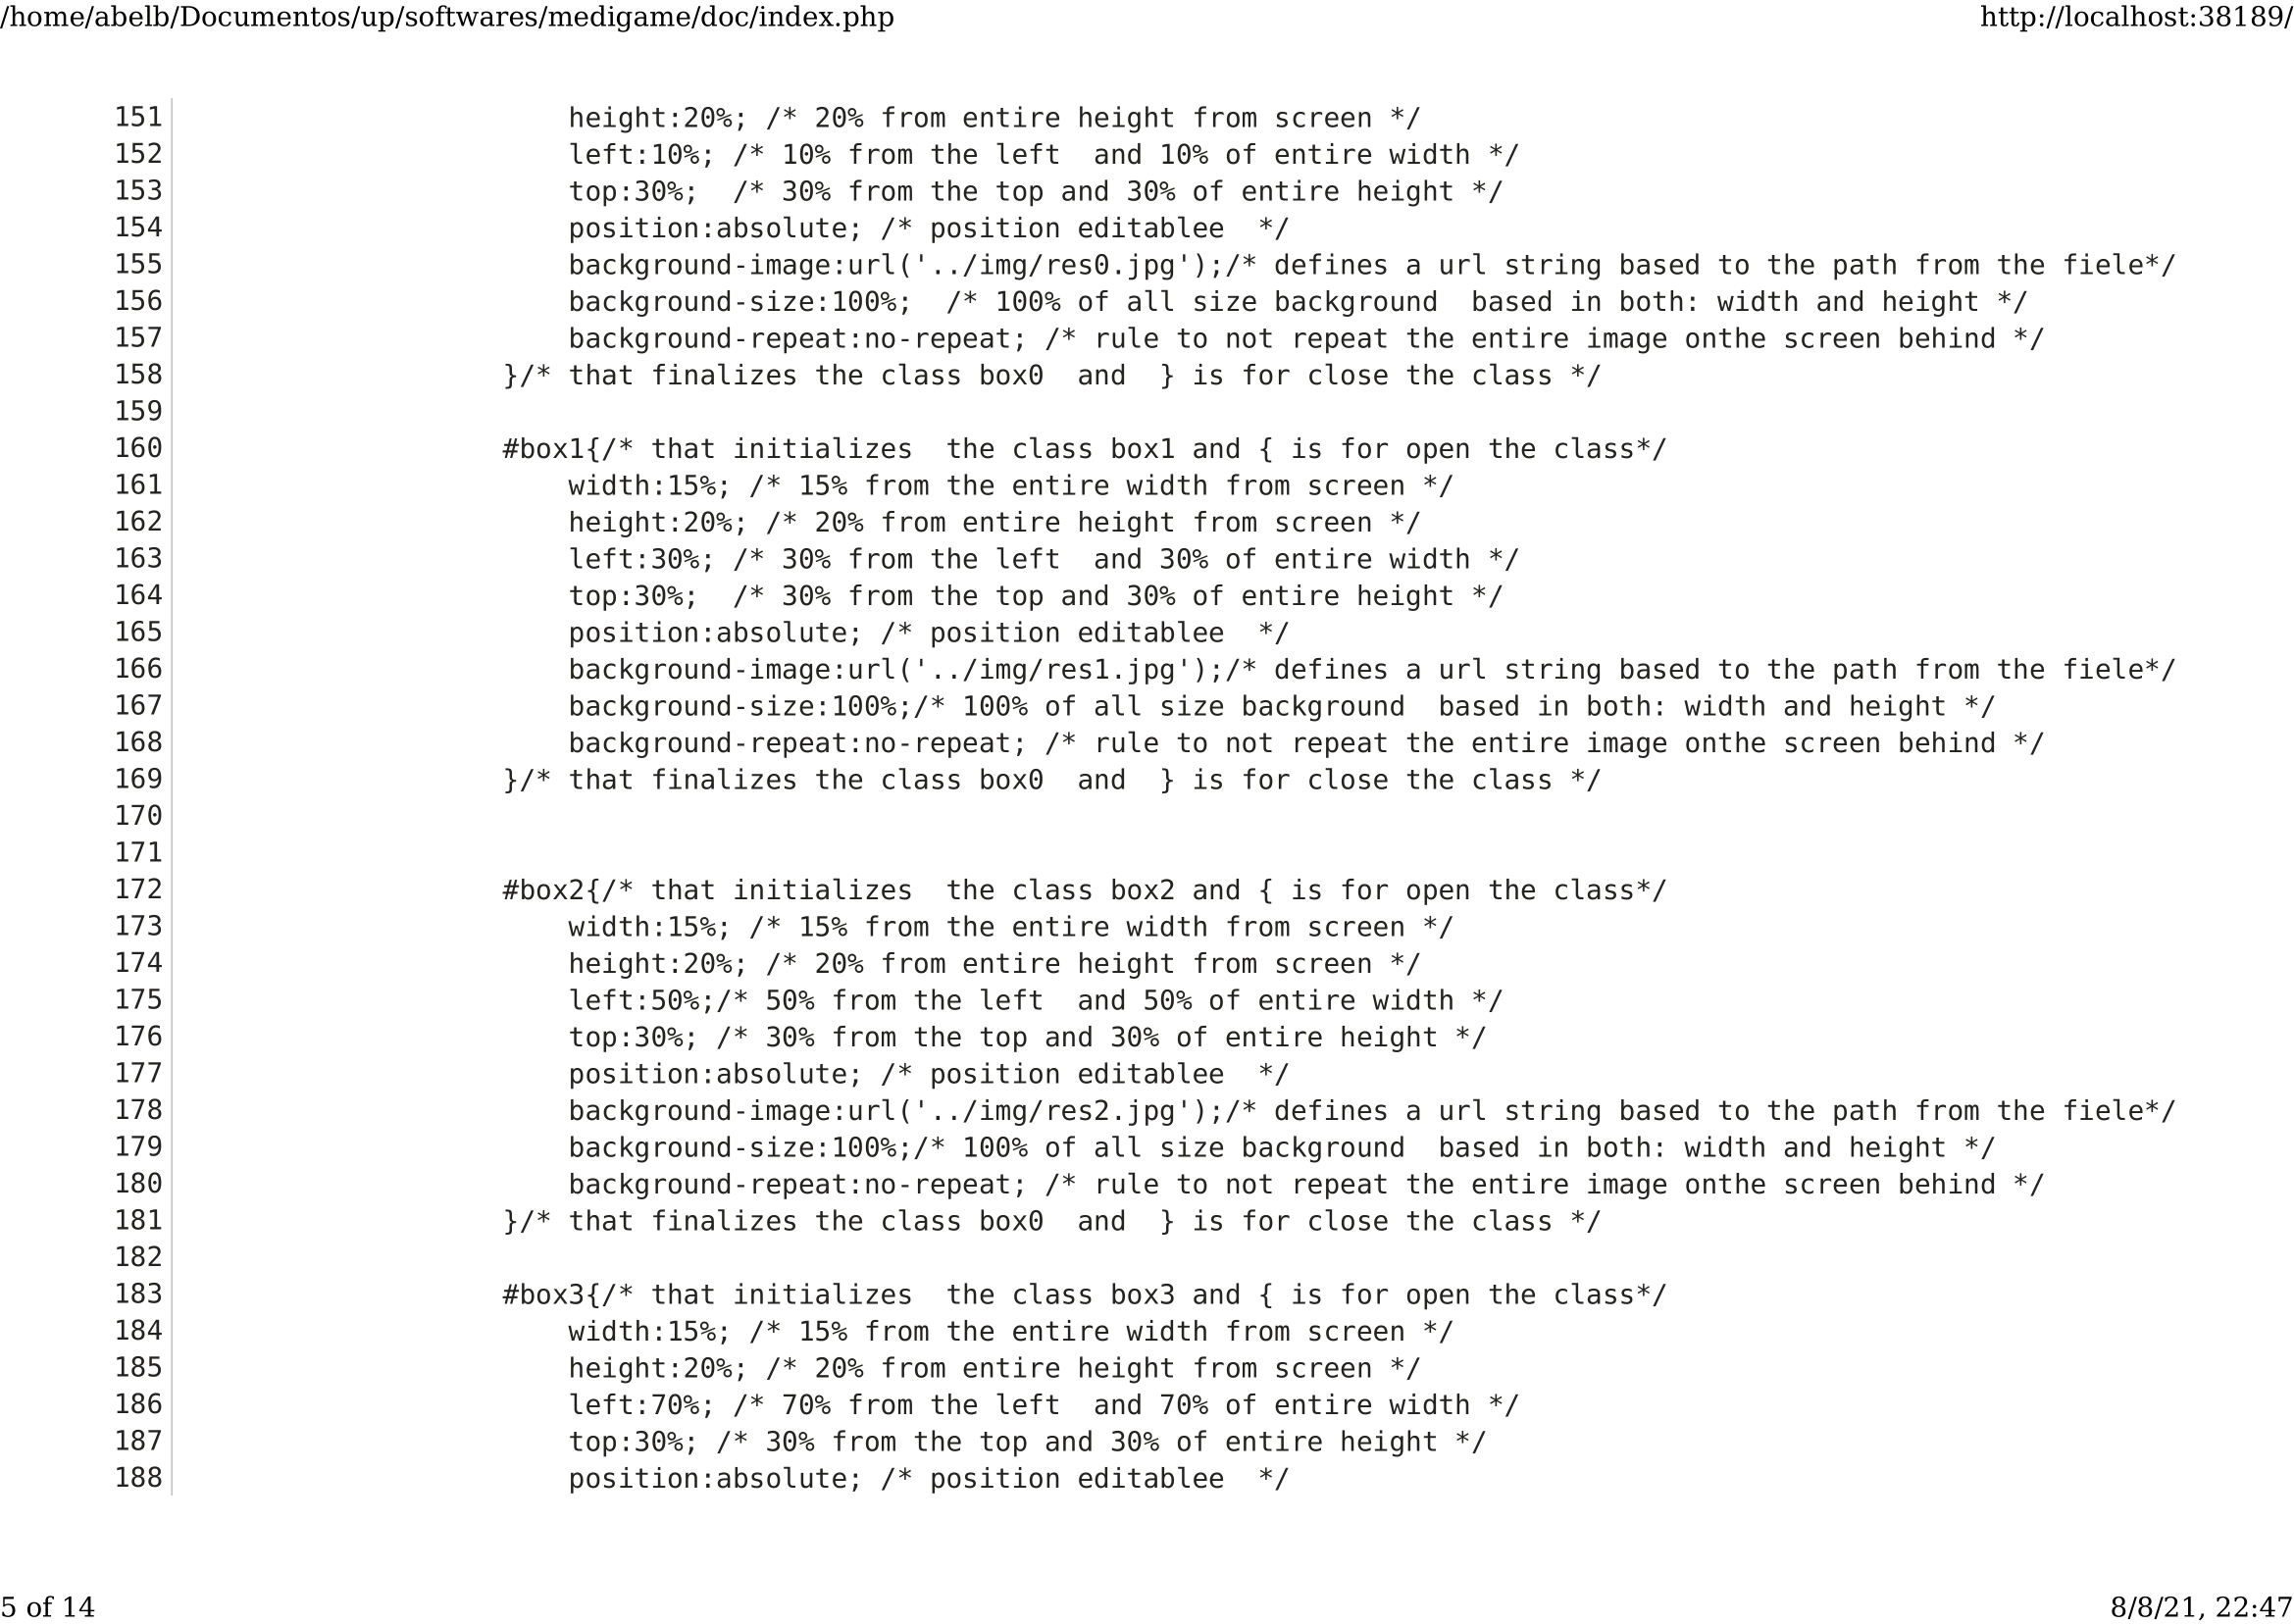 /home/abelb/Documentos/up/softwares/medigame/doc/index.php http://localhost:38189/
151 height:20%; /* 20% from entire height from screen */
152 left:10%; /* 10% from the left  and 10% of entire width */
153 top:30%;  /* 30% from the top and 30% of entire height */
154 position:absolute; /* position editablee  */
155 background-image:url('../img/res0.jpg');/* defines a url string based to the path from the fiele*/
156 background-size:100%;  /* 100% of all size background  based in both: width and height */
157 background-repeat:no-repeat; /* rule to not repeat the entire image onthe screen behind */
158 }/* that finalizes the class box0  and  } is for close the class */
159
160 #box1{/* that initializes  the class box1 and { is for open the class*/
161 width:15%; /* 15% from the entire width from screen */
162 height:20%; /* 20% from entire height from screen */
163 left:30%; /* 30% from the left  and 30% of entire width */
164 top:30%;  /* 30% from the top and 30% of entire height */
165 position:absolute; /* position editablee  */
166 background-image:url('../img/res1.jpg');/* defines a url string based to the path from the fiele*/
167 background-size:100%;/* 100% of all size background  based in both: width and height */
168 background-repeat:no-repeat; /* rule to not repeat the entire image onthe screen behind */
169 }/* that finalizes the class box0  and  } is for close the class */
170
171
172 #box2{/* that initializes  the class box2 and { is for open the class*/
173 width:15%; /* 15% from the entire width from screen */
174 height:20%; /* 20% from entire height from screen */
175 left:50%;/* 50% from the left  and 50% of entire width */
176 top:30%; /* 30% from the top and 30% of entire height */
177 position:absolute; /* position editablee  */
178 background-image:url('../img/res2.jpg');/* defines a url string based to the path from the fiele*/
179 background-size:100%;/* 100% of all size background  based in both: width and height */
180 background-repeat:no-repeat; /* rule to not repeat the entire image onthe screen behind */
181 }/* that finalizes the class box0  and  } is for close the class */
182
183 #box3{/* that initializes  the class box3 and { is for open the class*/
184 width:15%; /* 15% from the entire width from screen */
185 height:20%; /* 20% from entire height from screen */
186 left:70%; /* 70% from the left  and 70% of entire width */
187 top:30%; /* 30% from the top and 30% of entire height */
188 position:absolute; /* position editablee  */
5 of 14 8/8/21, 22:47